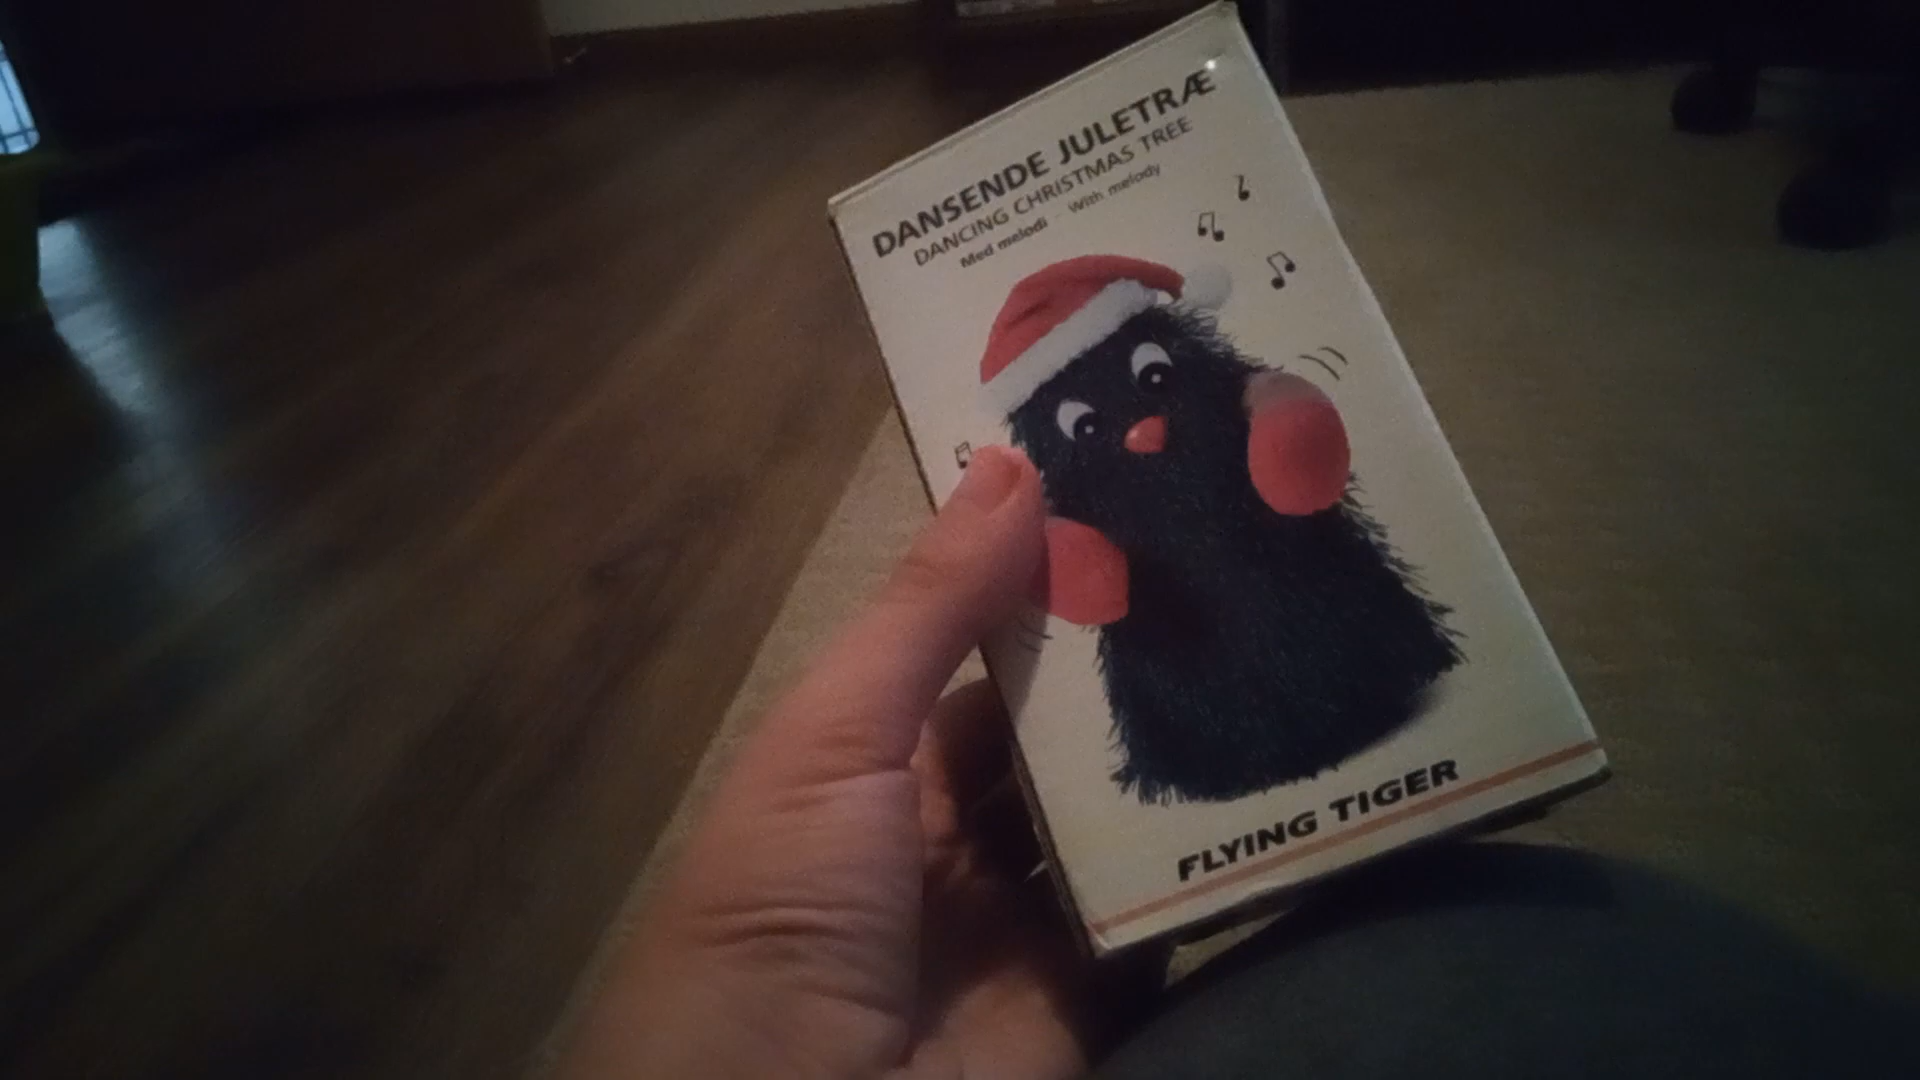 DANSENDE JULETRÆ
DANCING CHRISTMAS TREE
Med melodi - With melody
FLYING TIGER